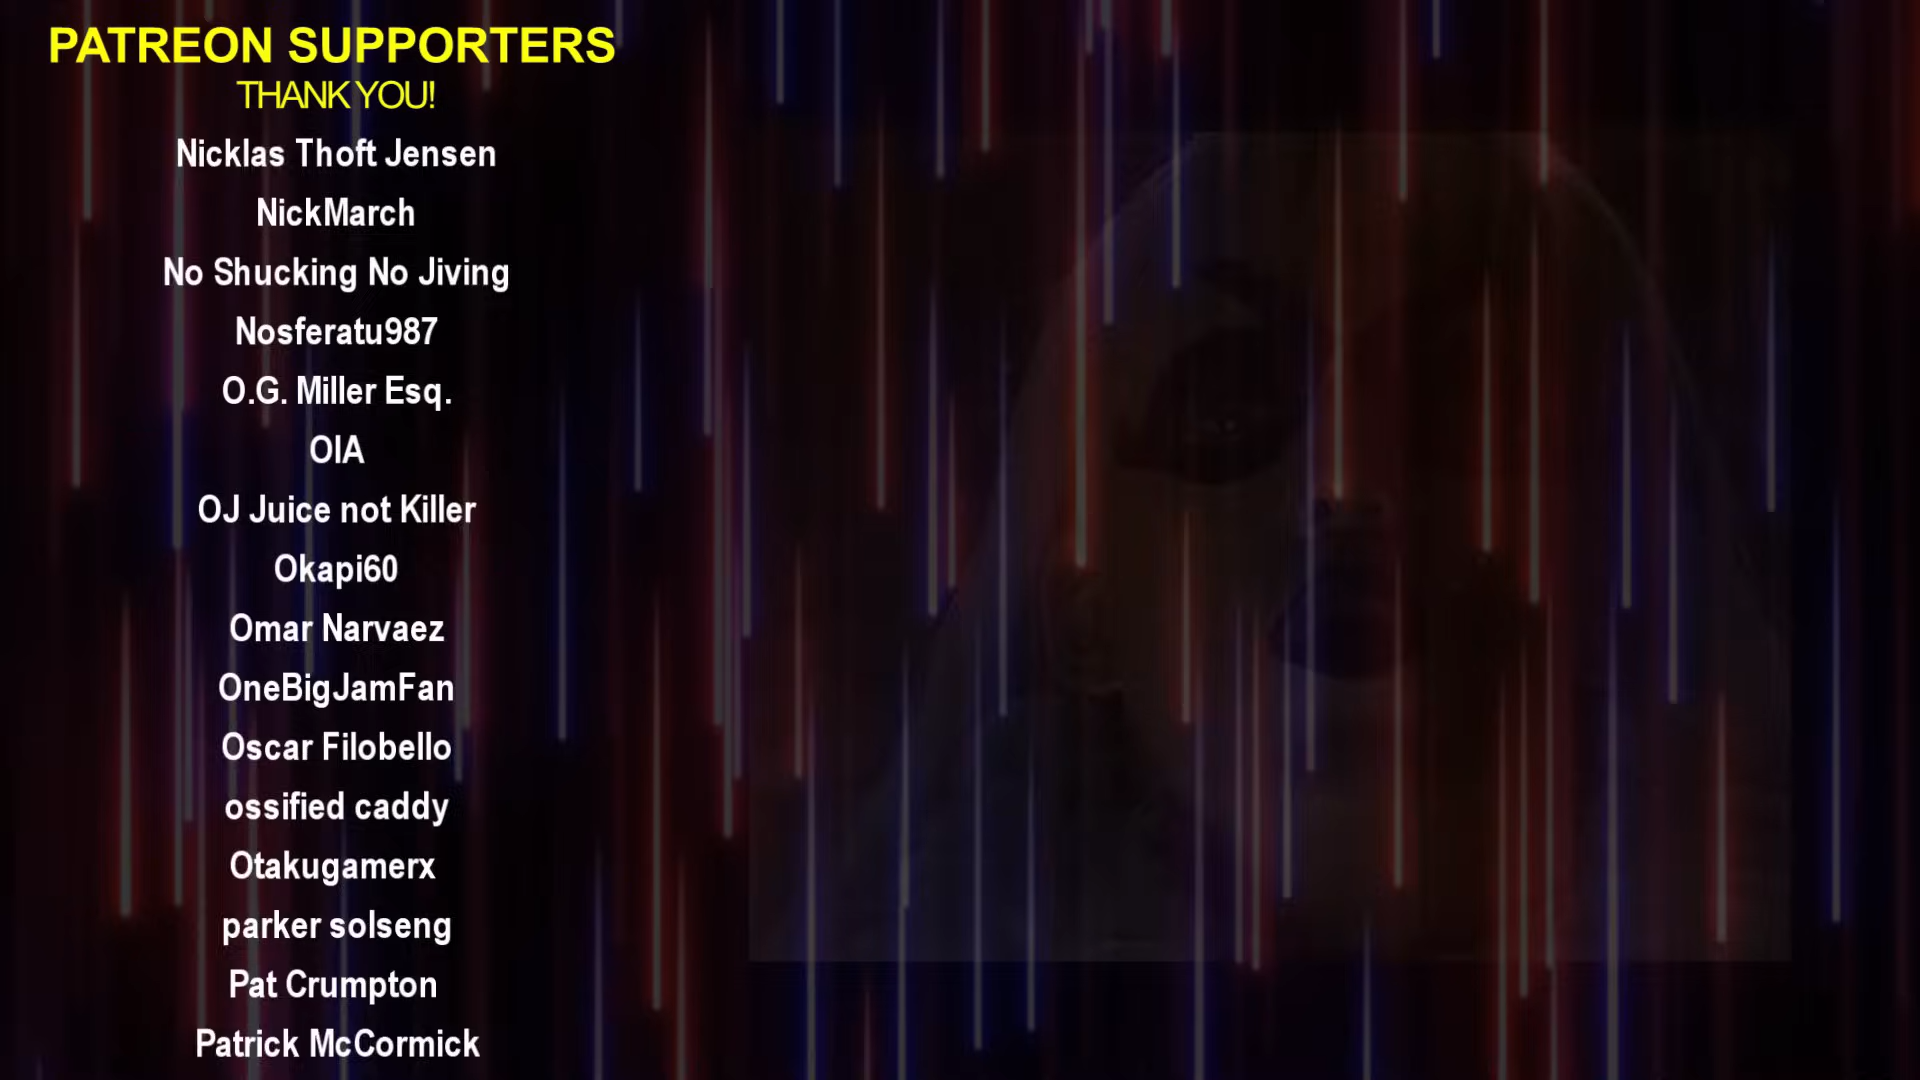 PATREON SUPPORTERS
THANK YOU!
Nicklas Thoft Jensen
NickMarch
No Shucking No Jiving
Nosferatu987
O.G. Miller Esq.
OIA
OJ Juice not Killer
Okapi60
Omar Narvaez
OneBigJamFan
Oscar Filobello
ossified caddy
Otakugamerx
parker solseng
Pat Crumpton
Patrick McCormick